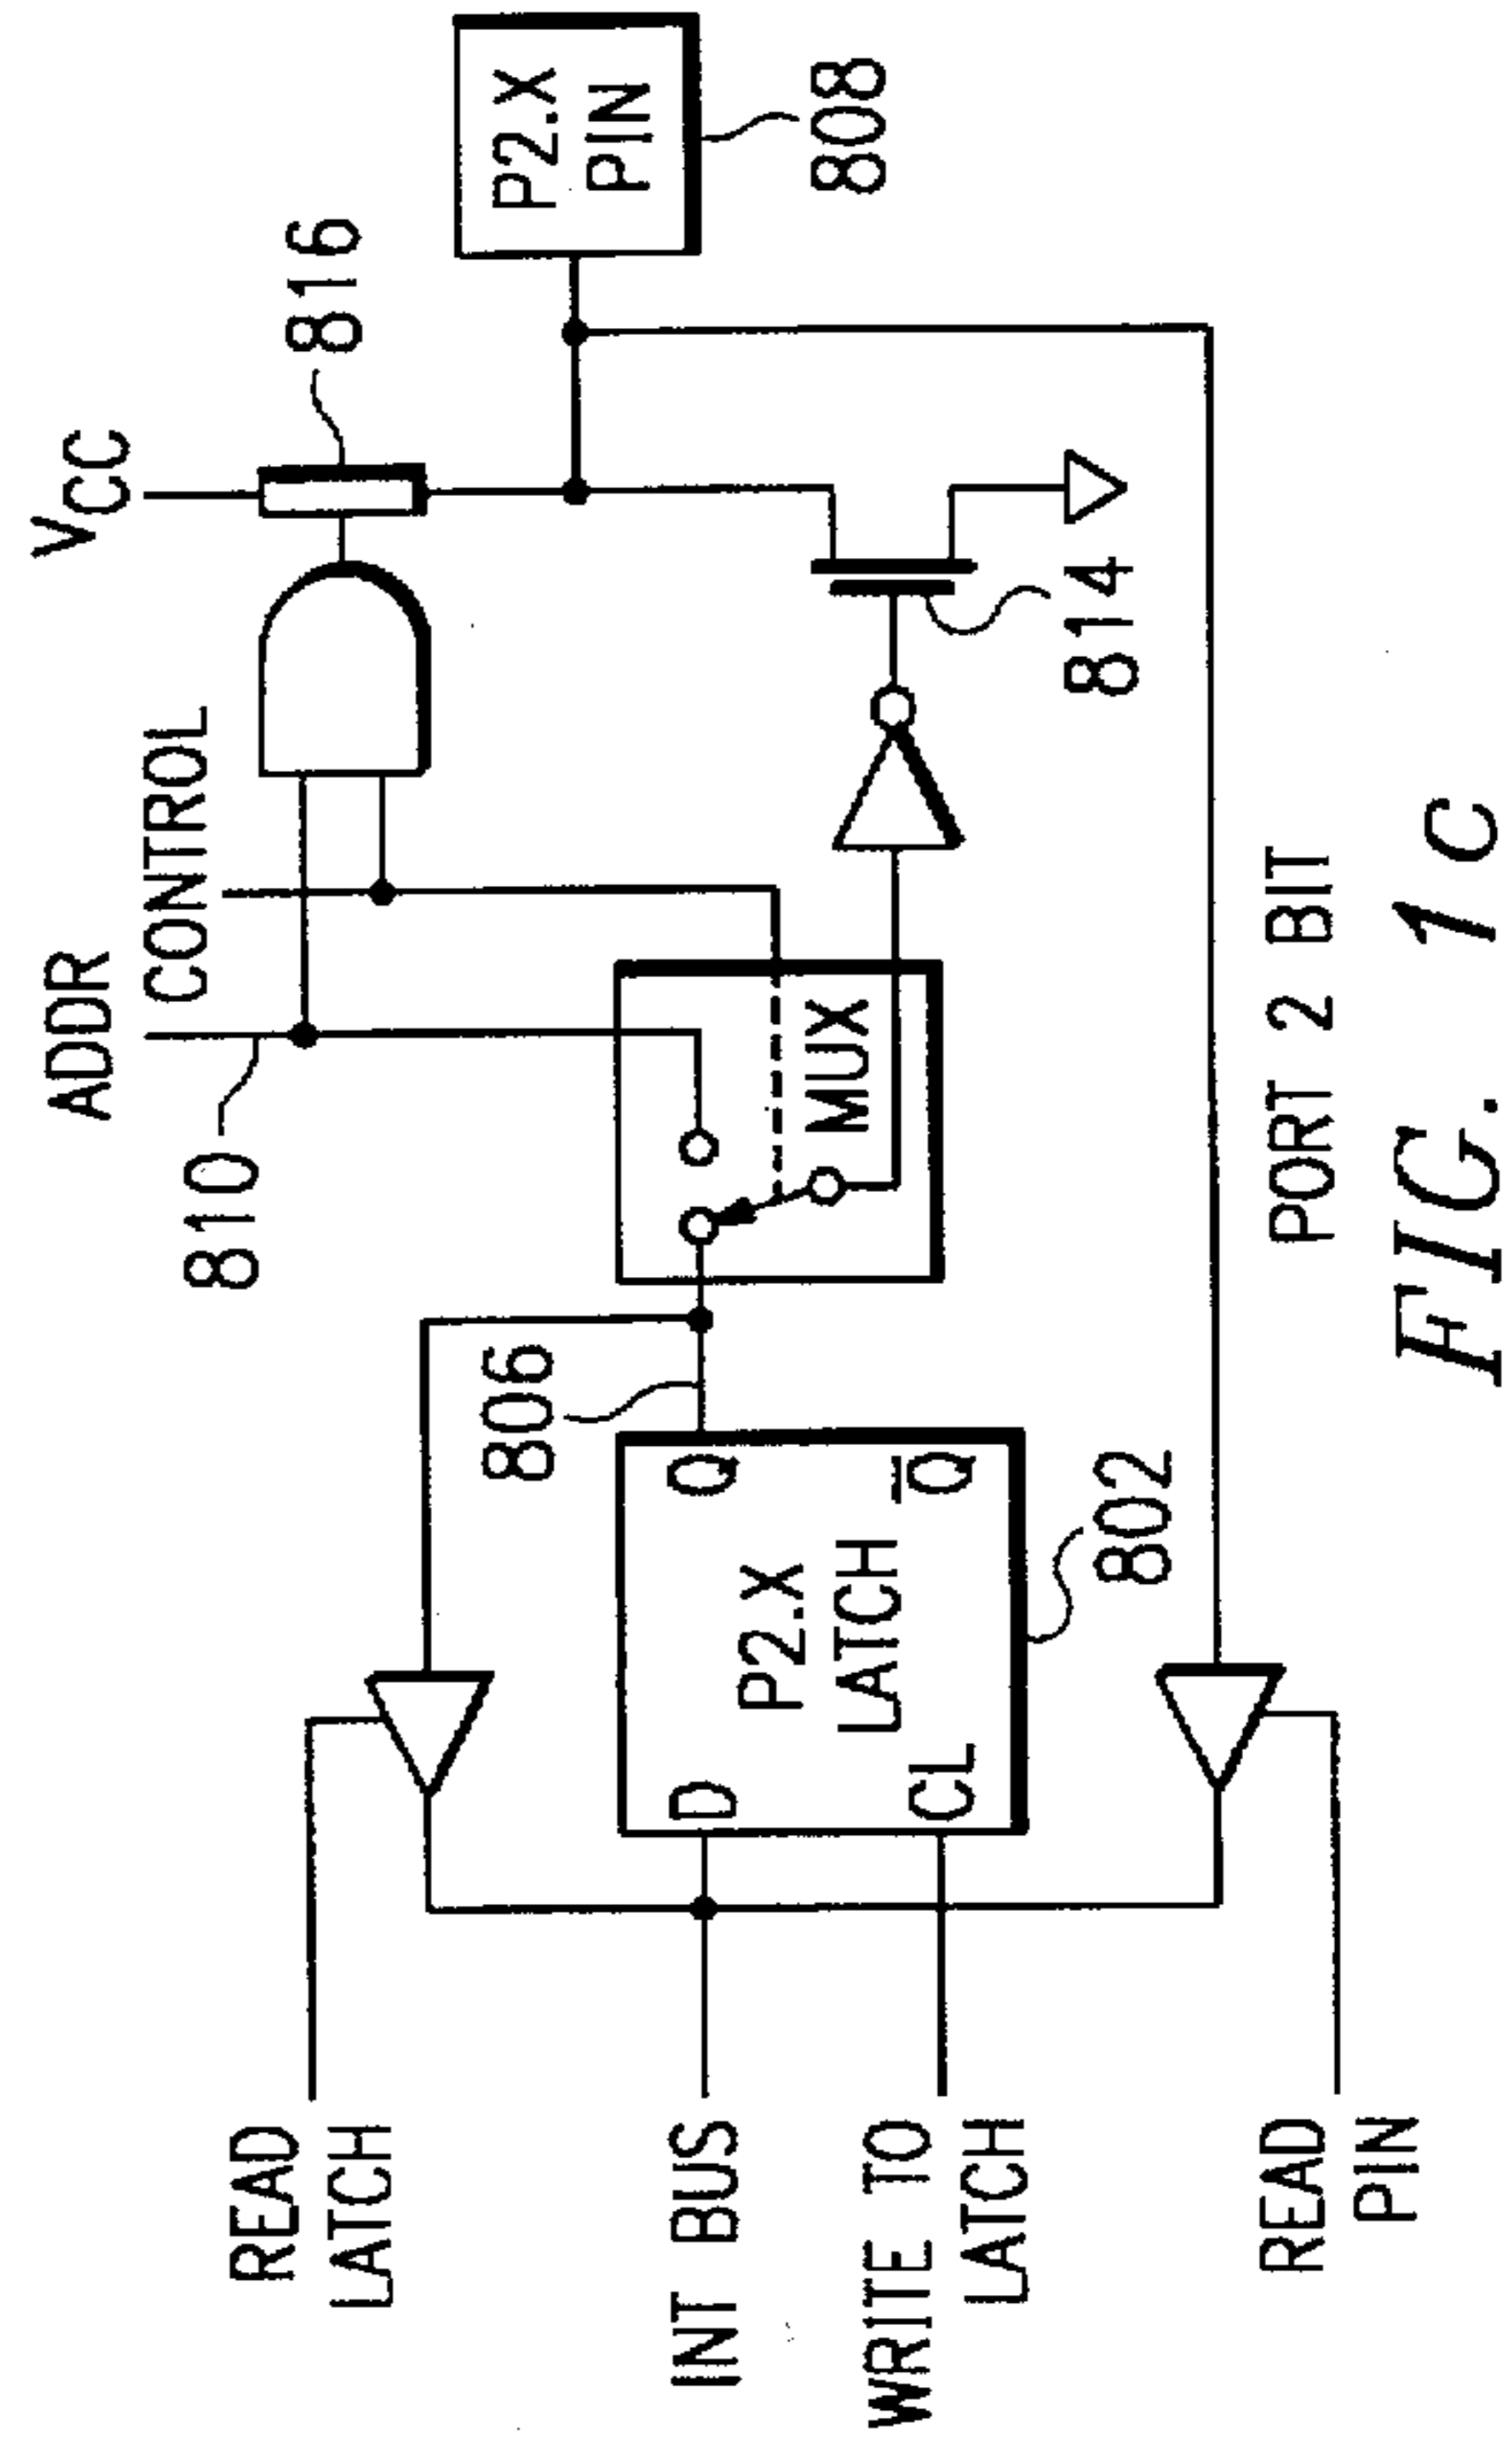 ADDR
CONTROL
VCC
810
816
READ
LATCH
806
P2.X
PIN
808
INT BUS
D
Q
P2.X
LATCH
MUX
WRITE TO
LATCH
CL
Q
802
814
READ
PIN
PORT 2 BIT
FIG. 1C